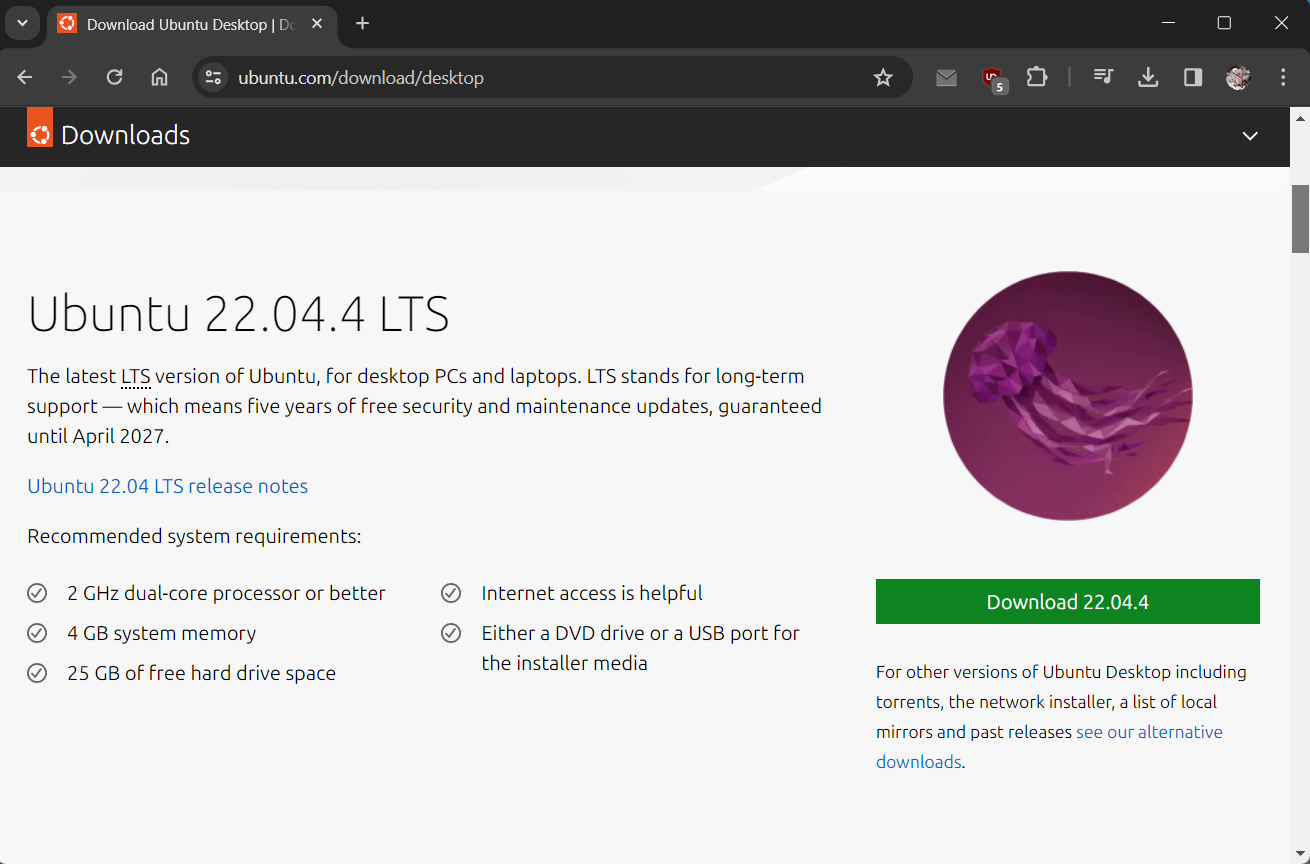 Download Ubuntu Desktop | Do
ubuntu.com/download/desktop
5
Downloads
Ubuntu 22.04.4 LTS
The latest LTS version of Ubuntu, for desktop PCs and laptops. LTS stands for long-term
support — which means five years of free security and maintenance updates, guaranteed
until April 2027.
Ubuntu 22.04 LTS release notes
Recommended system requirements:
2 GHz dual-core processor or better
4 GB system memory
25 GB of free hard drive space
Internet access is helpful
Either a DVD drive or a USB port for
the installer media
Download 22.04.4
For other versions of Ubuntu Desktop including
torrents, the network installer, a list of local
mirrors and past releases see our alternative
downloads.